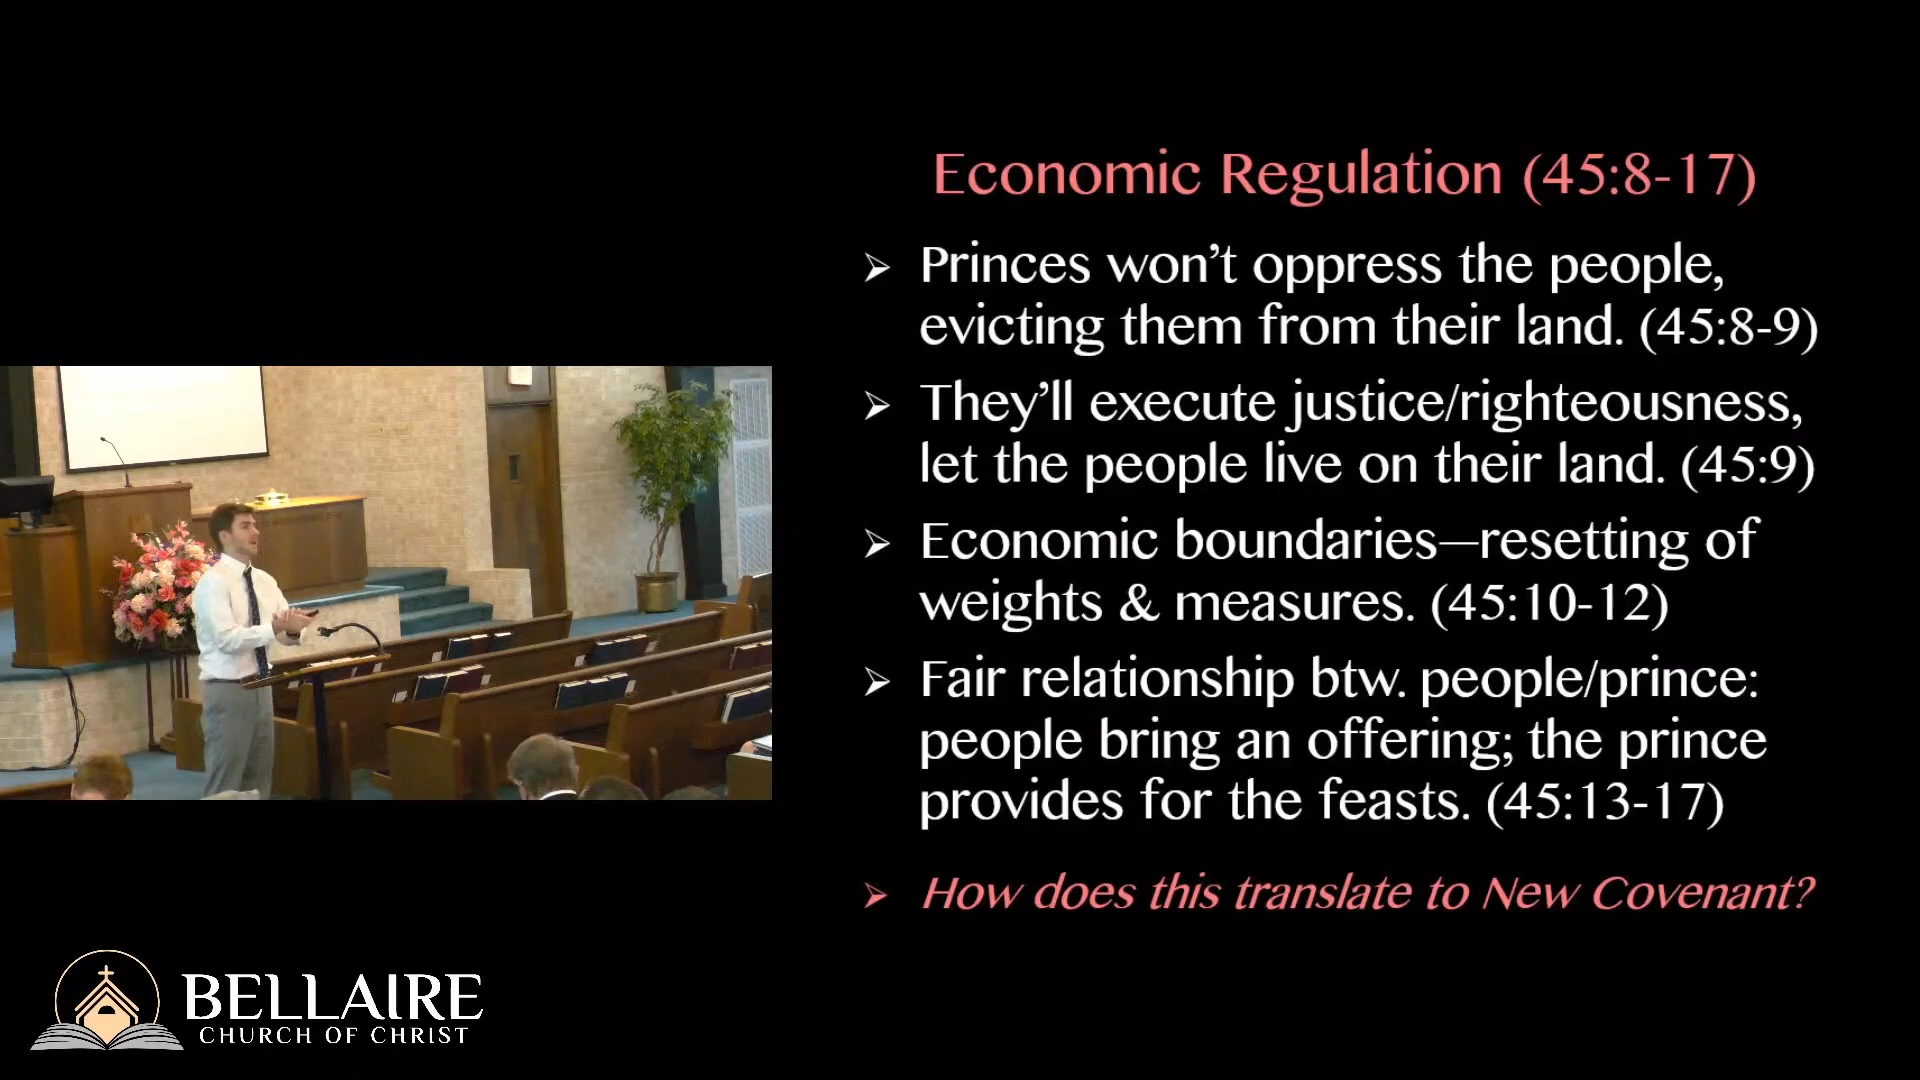 Economic Regulation (45:8-17)
➢ Princes won’t oppress the people,
evicting them from their land. (45:8-9)
➢ They’ll execute justice/righteousness,
let the people live on their land. (45:9)
➢ Economic boundaries—resetting of
weights & measures. (45:10-12)
➢ Fair relationship btw. people/prince:
people bring an offering; the prince
provides for the feasts. (45:13-17)
➢ How does this translate to New Covenant?
BELLAIRE
CHURCH OF CHRIST